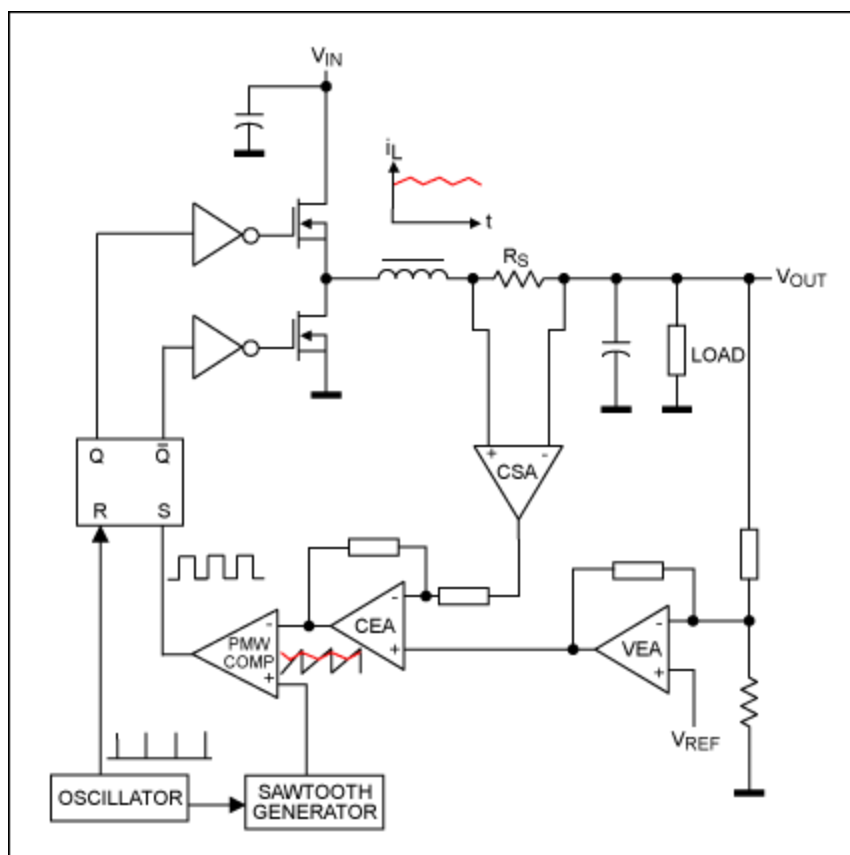 VIN
iL
t
RS
VOUT
LOAD
+ -
CSA
Q Q̄
R S
-
CEA
+
-
PMW
COMP
+
-
VEA
+
VREF
OSCILLATOR
SAWTOOTH
GENERATOR